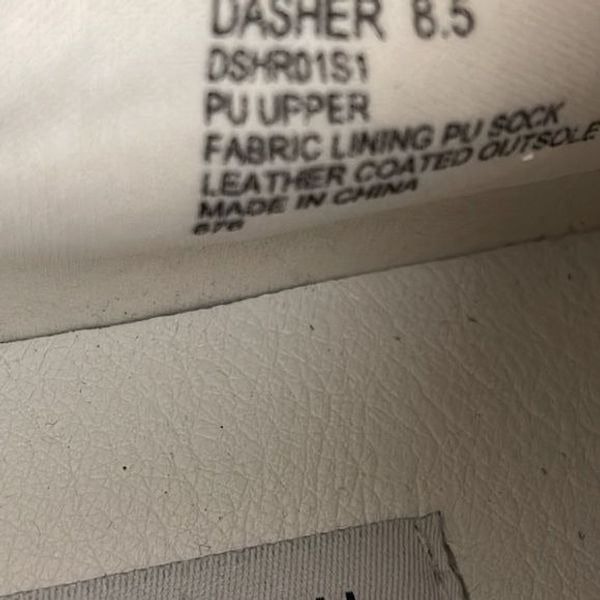 DASHER 8.5
DSHR01S1
PU UPPER
FABRIC LINING PU SOCK
LEATHER COATED OUTSOLE
MADE IN CHINA
676